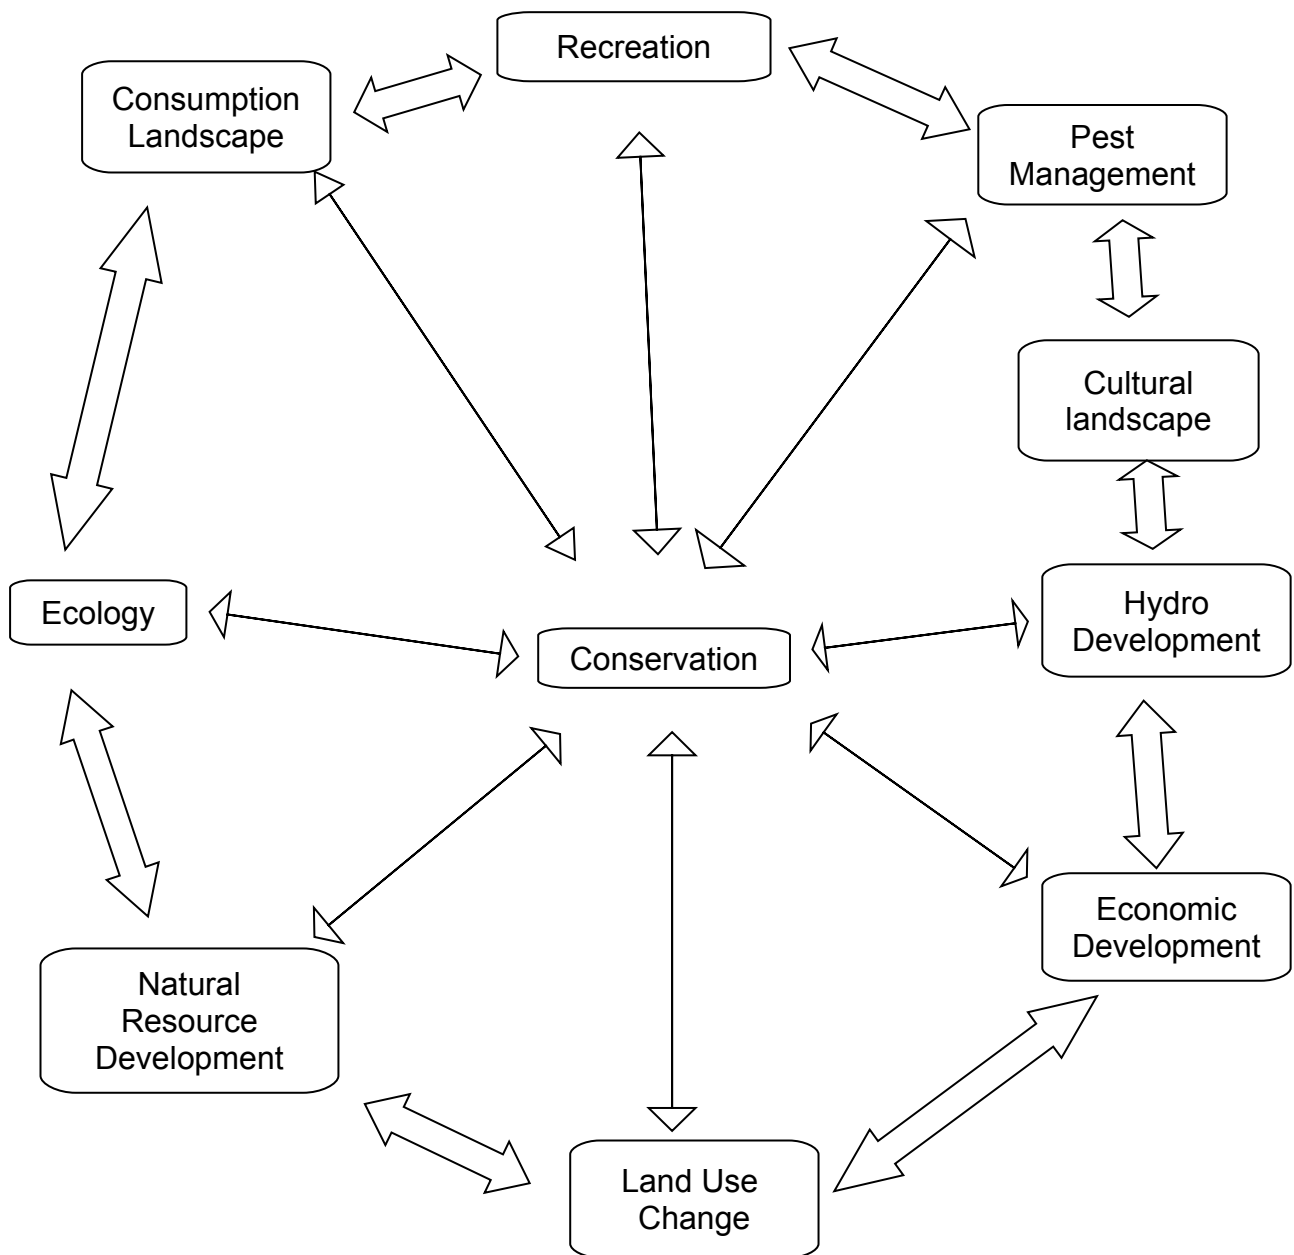 Recreation
Consumption
Landscape
Pest
Management
Cultural
landscape
Ecology
Conservation
Hydro
Development
Economic
Development
Natural
Resource
Development
Land Use
Change